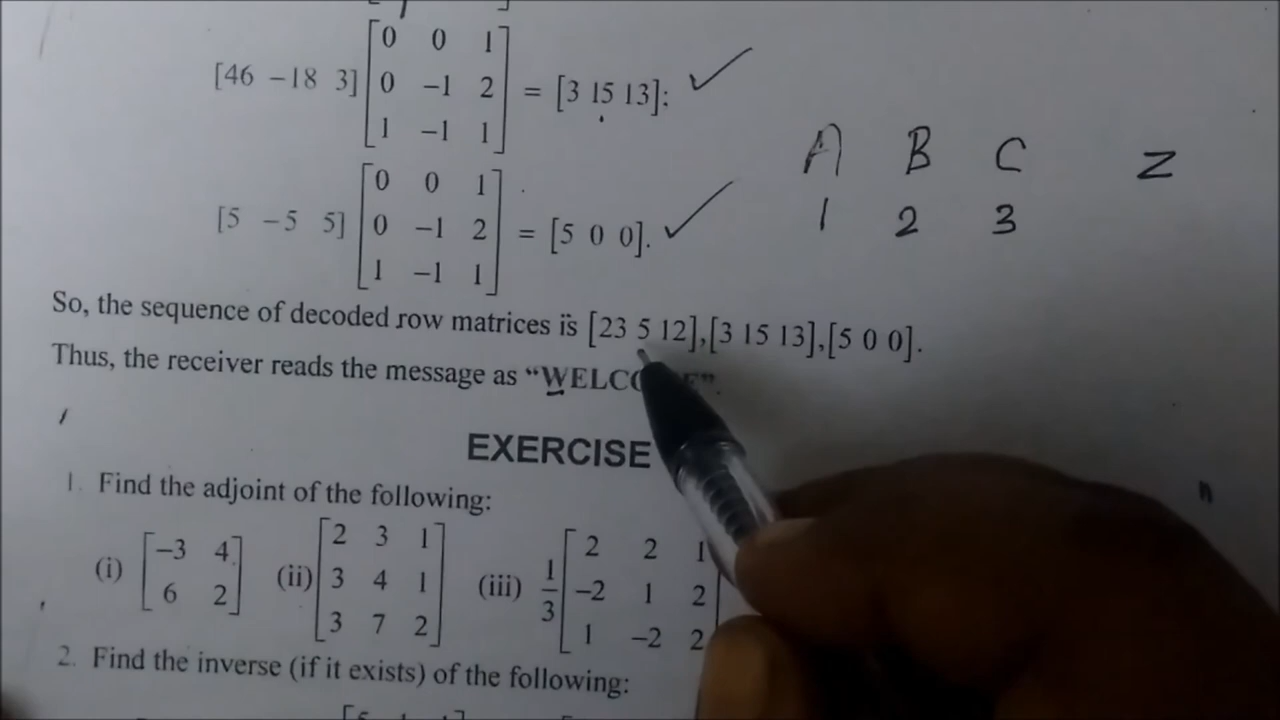 [46 −18 3] [0 0 1
0 −1 2
1 −1 1] = [3 15 13];
[5 −5 5] [0 0 1
0 −1 2
1 −1 1] = [5 0 0].
A B C Z
1 2 3
So, the sequence of decoded row matrices is [23 5 12],[3 15 13],[5 0 0].
Thus, the receiver reads the message as
EXERCISE
1. Find the adjoint of the following:
(i) [−3 4
6 2] (ii) [2 3 1
3 4 1
3 7 2] (iii) 1/3 [2 2 1
−2 1 2
1 −2 2
2. Find the inverse (if it exists) of the following: